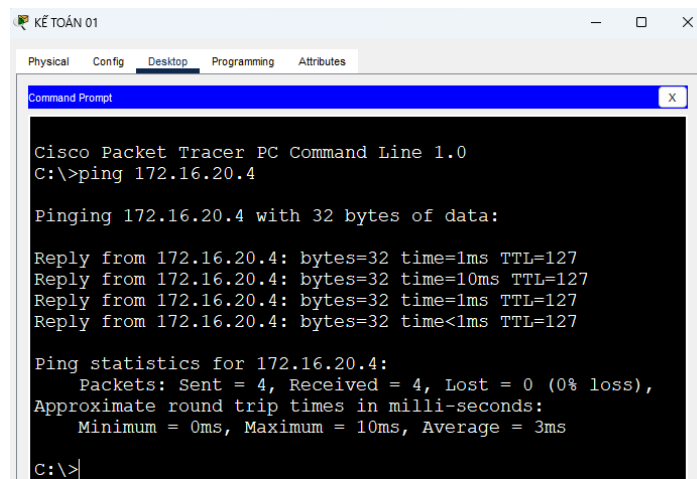 KẾ TOÁN 01
Physical Config Desktop Programming Attributes
Command Prompt
X
Cisco Packet Tracer PC Command Line 1.0
C:\>ping 172.16.20.4
Pinging 172.16.20.4 with 32 bytes of data:
Reply from 172.16.20.4: bytes=32 time=1ms TTL=127
Reply from 172.16.20.4: bytes=32 time=10ms TTL=127
Reply from 172.16.20.4: bytes=32 time=1ms TTL=127
Reply from 172.16.20.4: bytes=32 time<1ms TTL=127
Ping statistics for 172.16.20.4:
Packets: Sent = 4, Received = 4, Lost = 0 (0% loss),
Approximate round trip times in milli-seconds:
Minimum = 0ms, Maximum = 10ms, Average = 3ms
C:\>